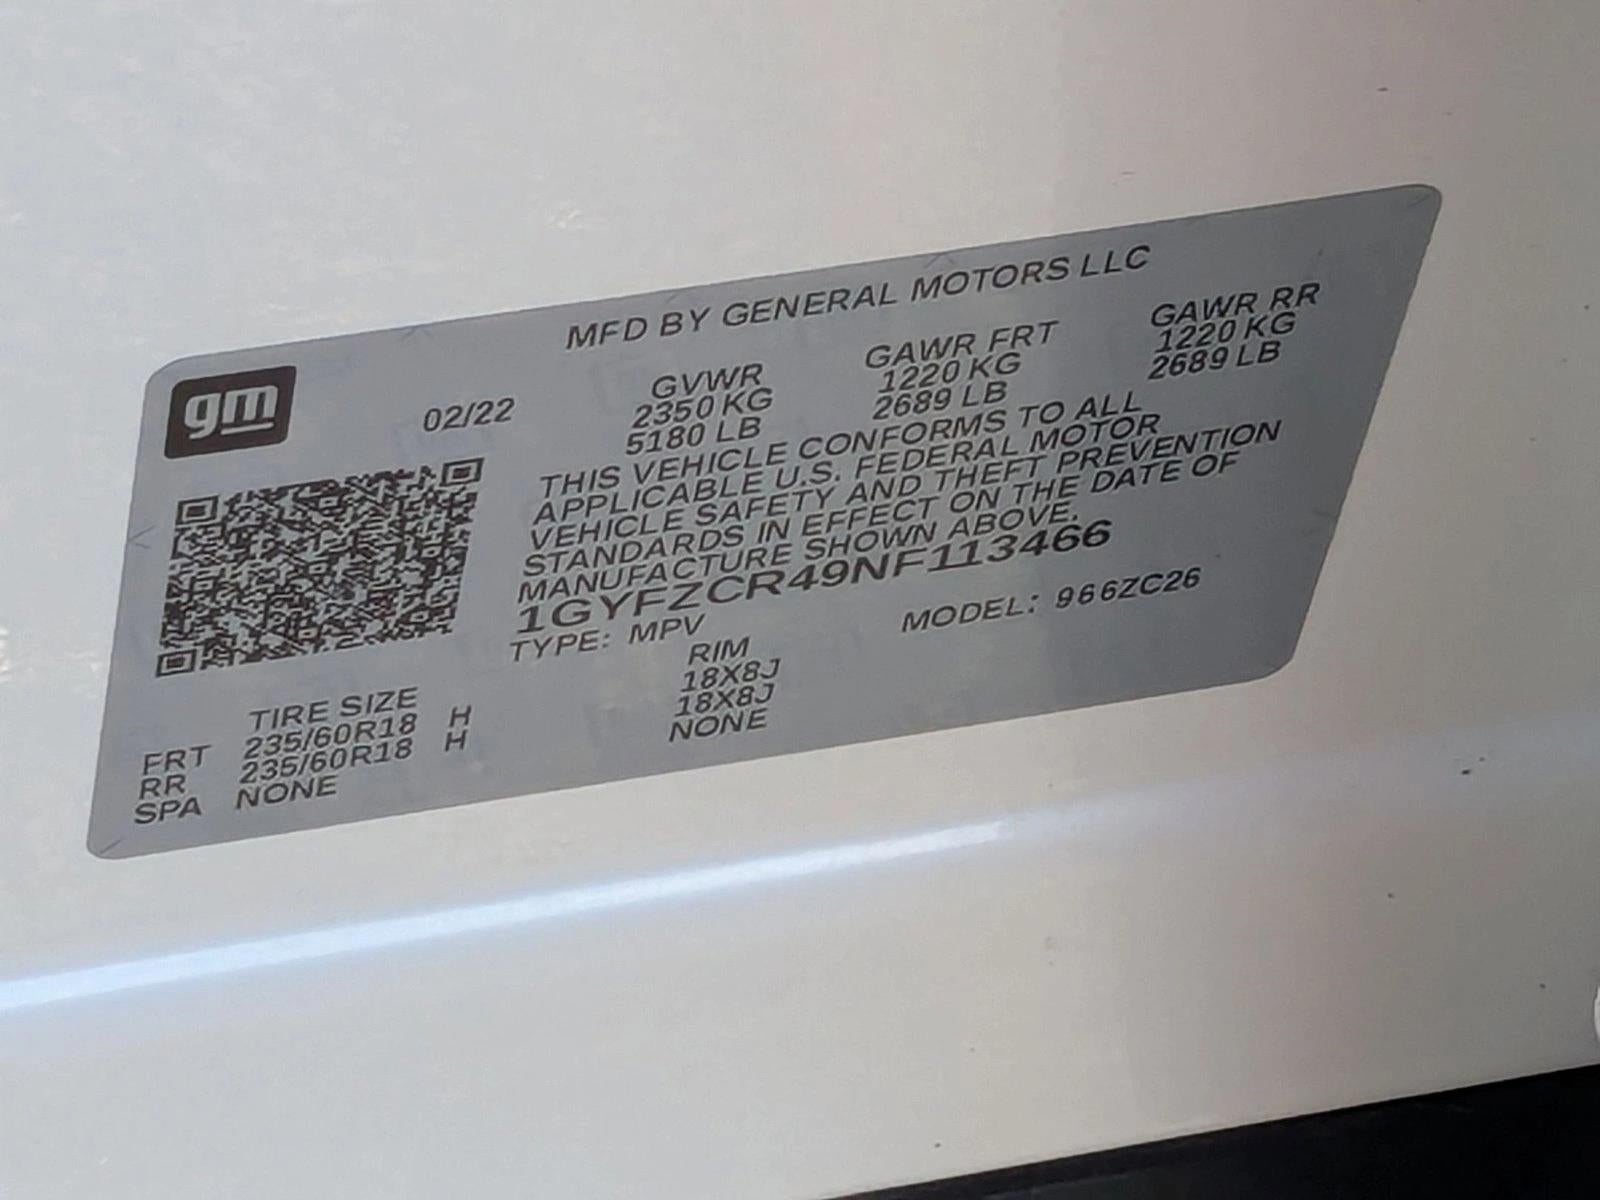 MFD BY GENERAL MOTORS LLC
gm
02/22
GVWR
2350 KG
5180 LB
GAWR FRT
1220 KG
2689 LB
GAWR RR
1220 KG
2689 LB
THIS VEHICLE CONFORMS TO ALL
APPLICABLE U.S. FEDERAL MOTOR
VEHICLE SAFETY AND THEFT PREVENTION
STANDARDS IN EFFECT ON THE DATE OF
MANUFACTURE SHOWN ABOVE.
1GYFZCR49NF113466
TYPE: MPV
MODEL: 966ZC26
TIRE SIZE RIM
FRT 235/60R18 H 18X8J
RR 235/60R18 H 18X8J
SPA NONE NONE